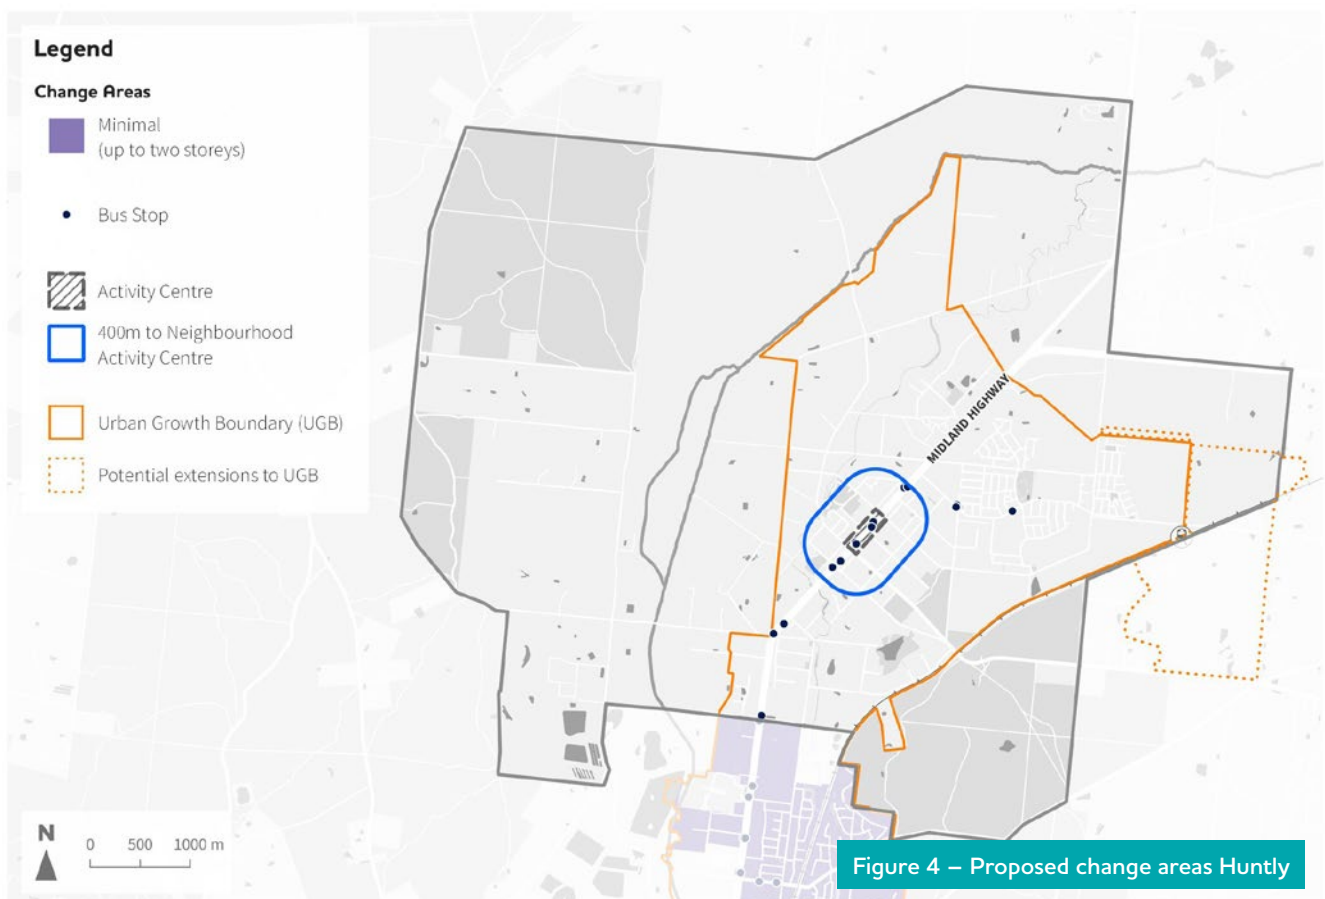 Legend
Change Areas
Minimal
(up to two storeys)
Bus Stop
Activity Centre
400m to Neighbourhood
Activity Centre
Urban Growth Boundary (UGB)
Potential extensions to UGB
MIDLAND HIGHWAY
N
0 500 1000 m
Figure 4 – Proposed change areas Huntly